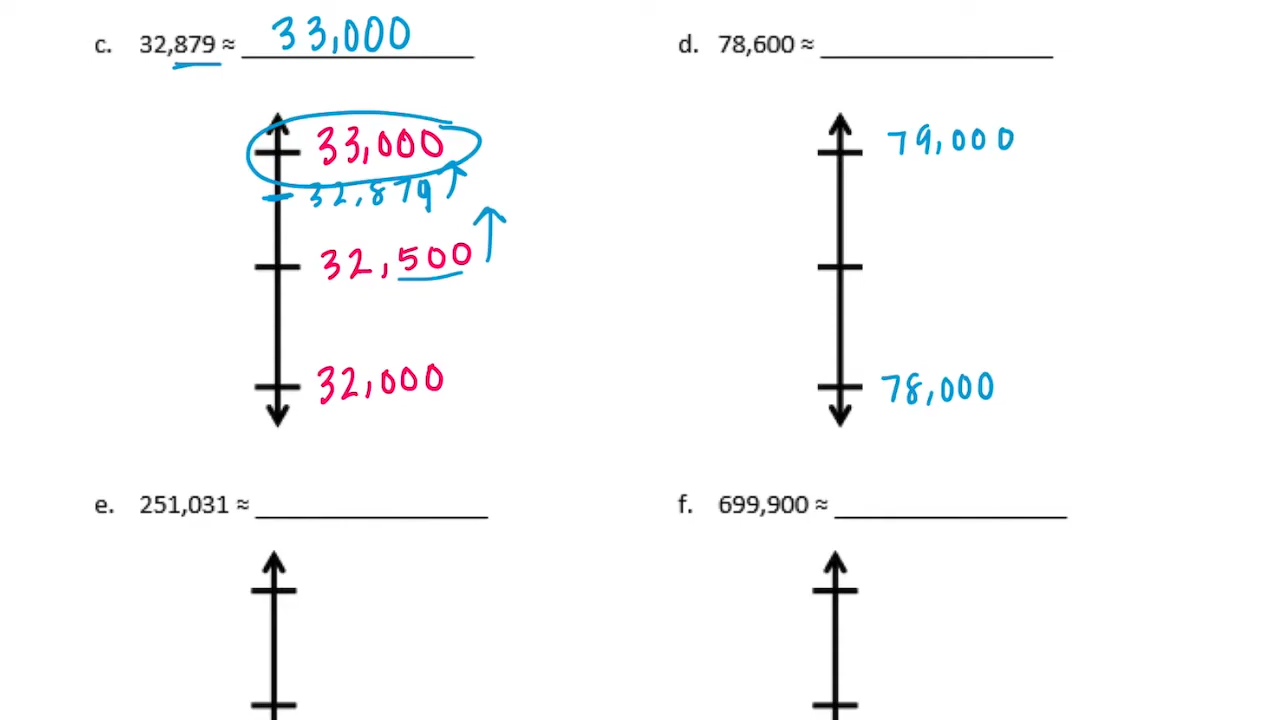 c. 32,879 ≈ 33,000
33,000
32,879
32,500
32,000
d. 78,600 ≈
79,000
78,000
e. 251,031 ≈
f. 699,900 ≈